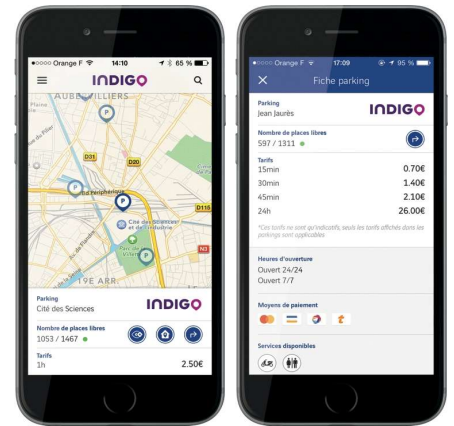 Orange F
14:10
65 %
INDIGO
AUBERVILLIERS
Plaine
D31
D20
Bd Périphérique
D115
Cité des Sciences
et de l'Industrie
Av. de Flandre
N3
19E ARR.
Parking
Cité des Sciences
INDIGO
Nombre de places libres
1053 / 1467
Tarifs
1h
2.50€
Orange F
17:09
95 %
Fiche parking
Parking
Jean Jaurès
INDIGO
Nombre de places libres
597 / 1311
Tarifs
15min 0.70€
30min 1.40€
45min 2.10€
24h 26.00€
*Ces tarifs ne sont qu'indicatifs, seuls les tarifs affichés dans les
parkings sont applicables
Heures d'ouverture
Ouvert 24/24
Ouvert 7/7
Moyens de paiement
Services disponibles